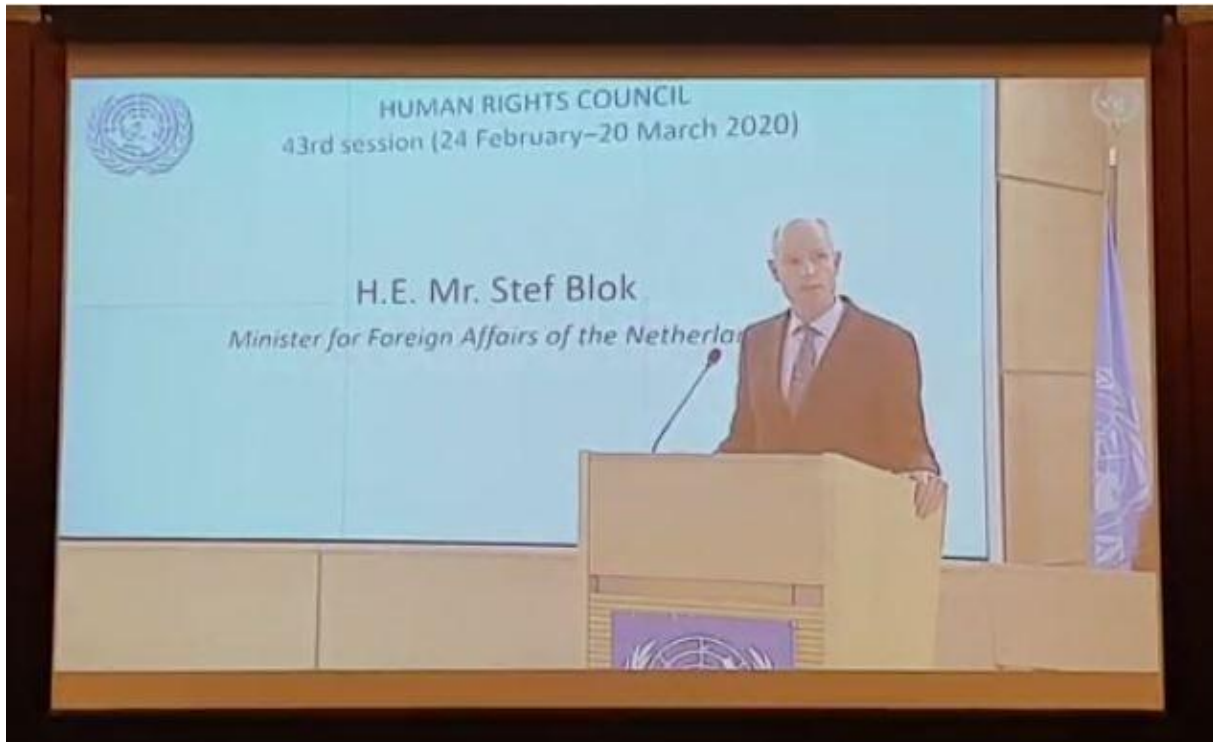 HUMAN RIGHTS COUNCIL
43rd session (24 February–20 March 2020)
H.E. Mr. Stef Blok
Minister for Foreign Affairs of the Netherlan